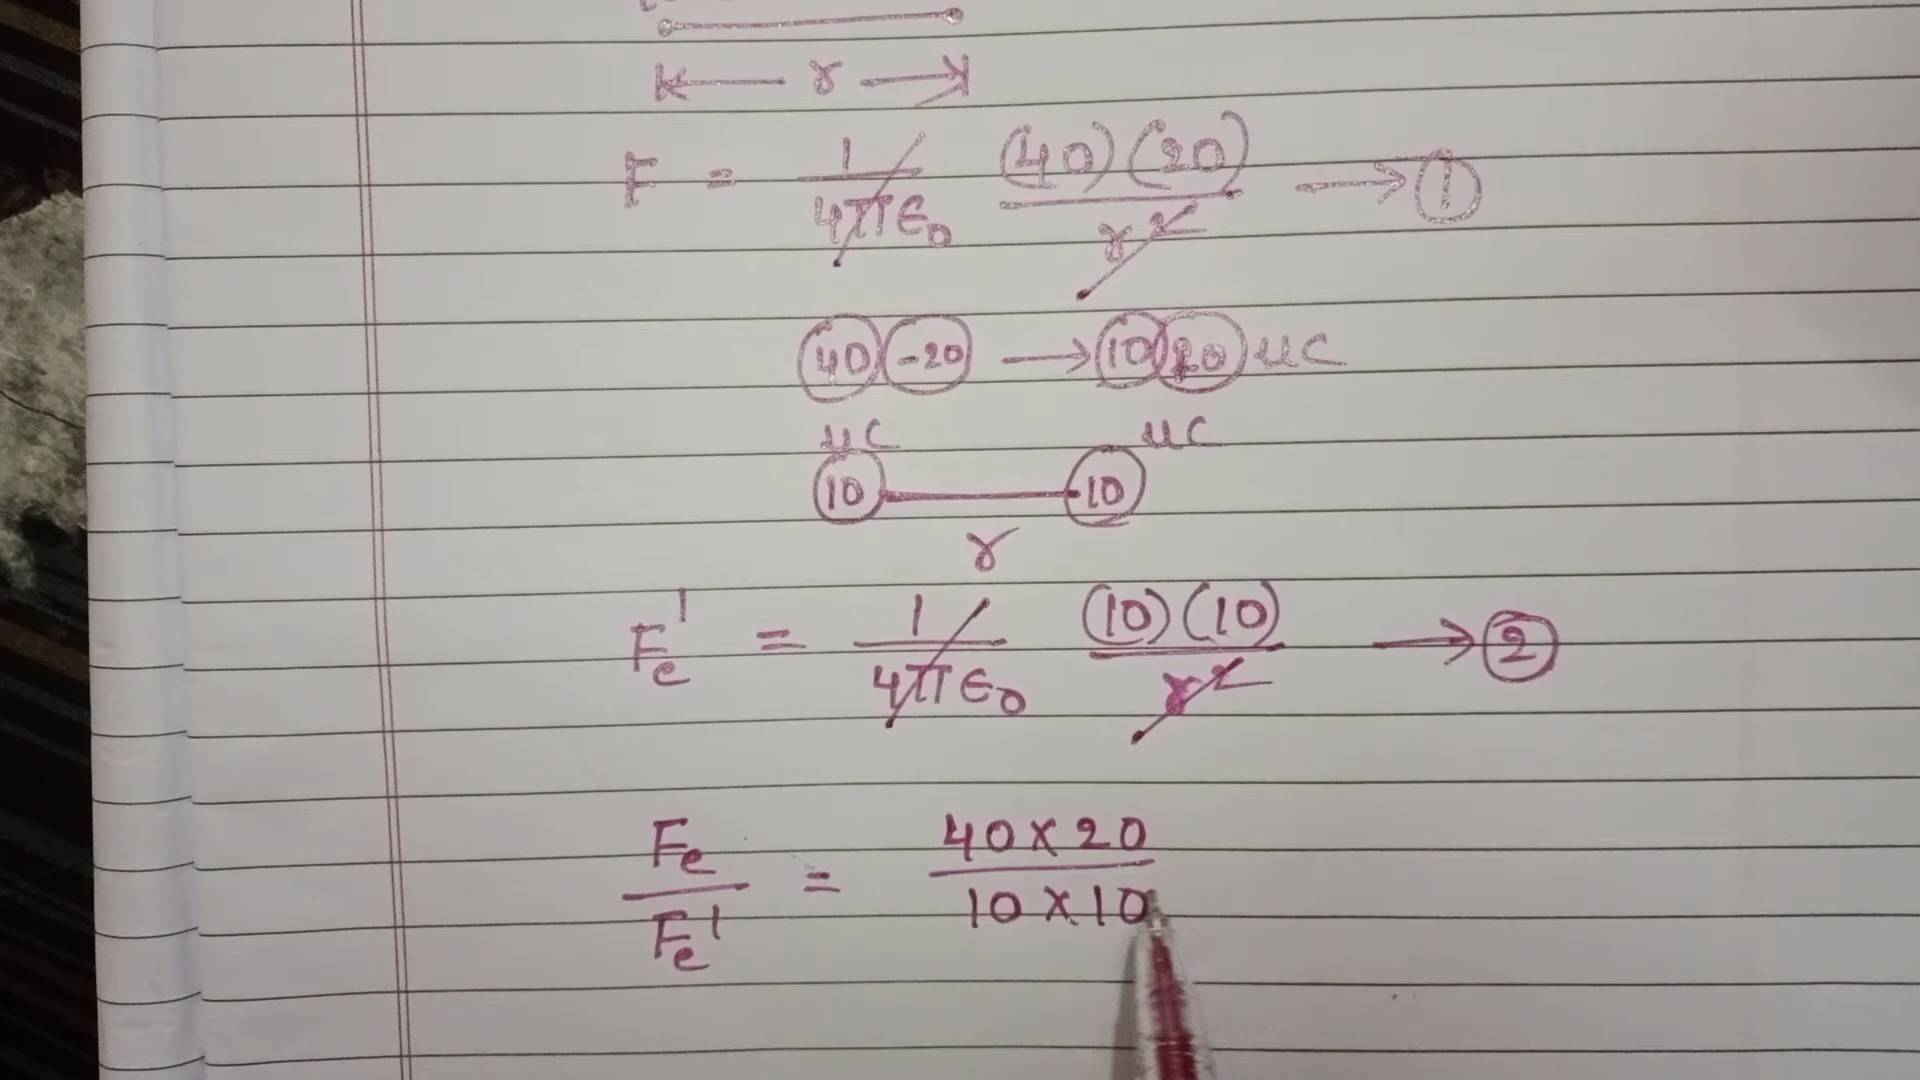 r
F = 1/4πϵ₀ (40)(20)/r² → ①
40 -20 → 10 20 μC
μC μC
10 10
r
Fe' = 1/4πϵ₀ (10)(10)/r² → ②
Fe/Fe' = 40×20/10×10